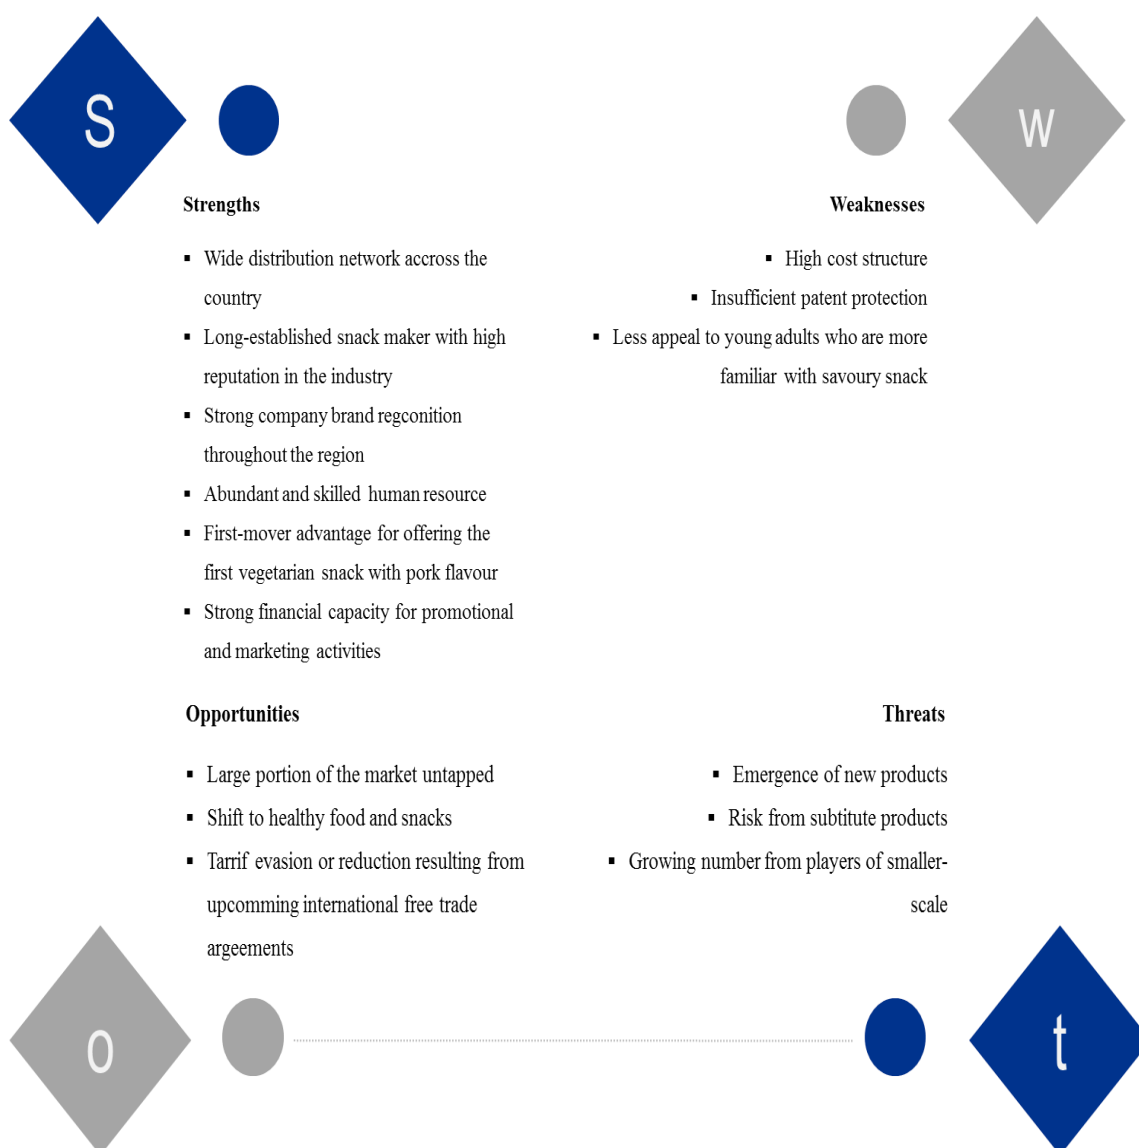 S
w
Strengths
▪ Wide distribution network accross the
country
▪ Long-established snack maker with high
reputation in the industry
▪ Strong company brand regconition
throughout the region
▪ Abundant and skilled human resource
▪ First-mover advantage for offering the
first vegetarian snack with pork flavour
▪ Strong financial capacity for promotional
and marketing activities
Weaknesses
▪ High cost structure
▪ Insufficient patent protection
▪ Less appeal to young adults who are more
familiar with savoury snack
Opportunities
▪ Large portion of the market untapped
▪ Shift to healthy food and snacks
▪ Tarrif evasion or reduction resulting from
upcomming international free trade
argeements
Threats
▪ Emergence of new products
▪ Risk from subtitute products
▪ Growing number from players of smaller-
scale
o
t